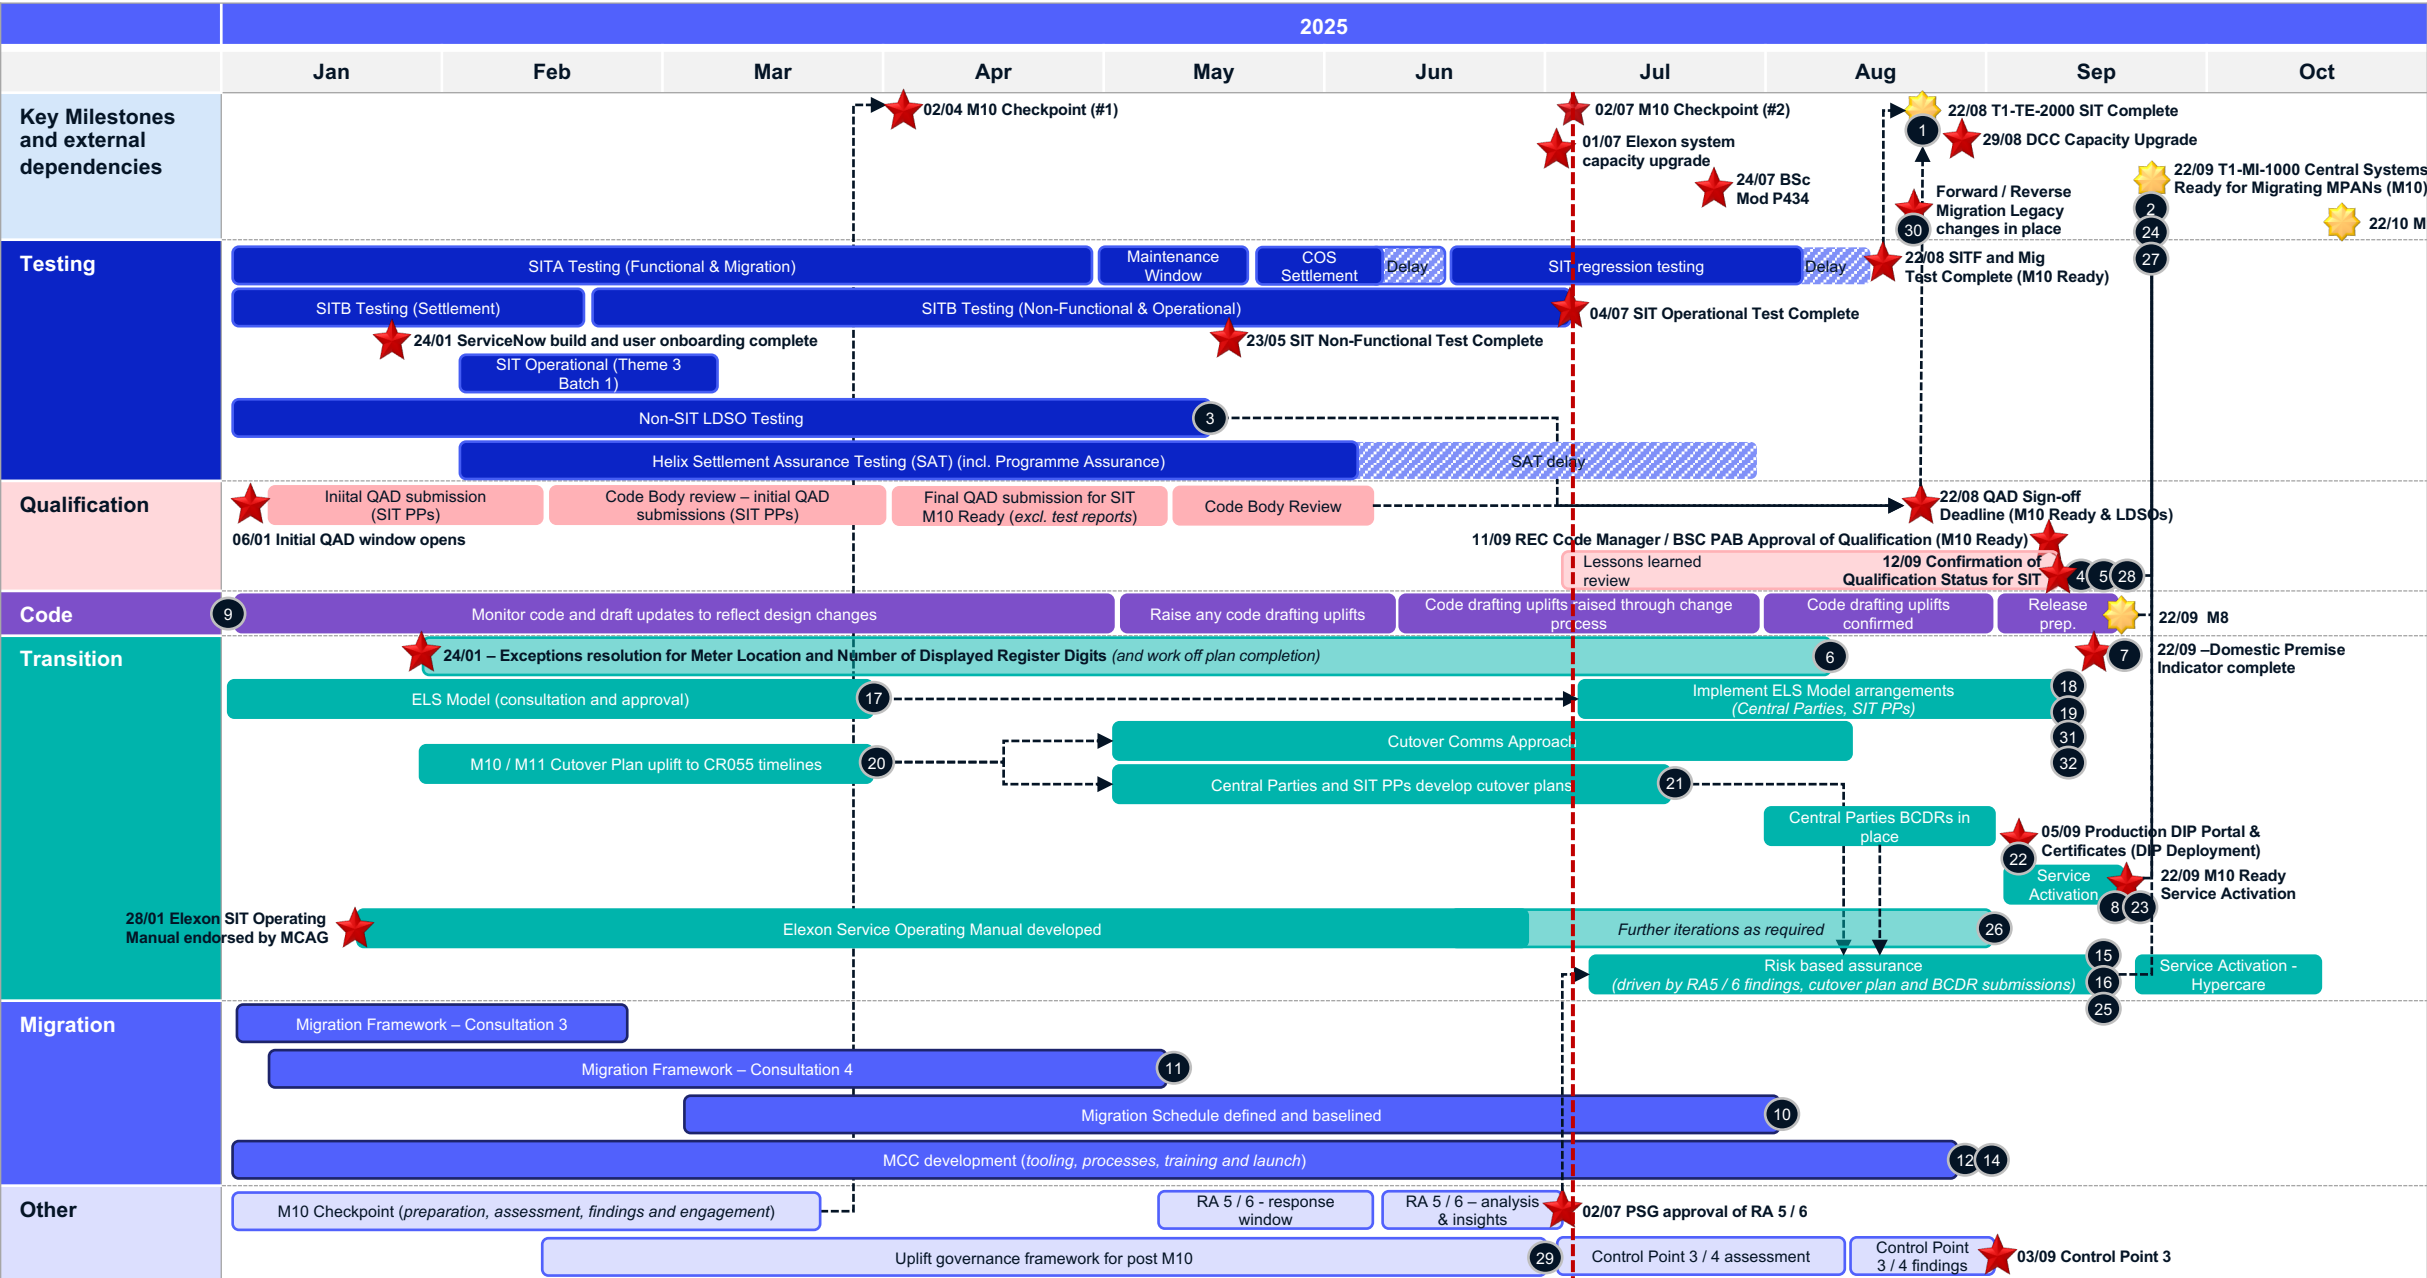 2025
Jan
Feb
Mar
Apr
May
Jun
Jul
Aug
Sep
Oct
Key Milestones
and external
dependencies
02/04 M10 Checkpoint (#1)
02/07 M10 Checkpoint (#2)
01/07 Elexon system
capacity upgrade
24/07 BSc
Mod P434
22/08 T1-TE-2000 SIT Complete
1
29/08 DCC Capacity Upgrade
Forward / Reverse
Migration Legacy
changes in place
30
22/09 T1-MI-1000 Central Systems
Ready for Migrating MPANs (M10)
2
24
27
22/10 M
Testing
SITA Testing (Functional & Migration)
Maintenance
Window
COS
Settlement
Delay
SIT regression testing
Delay
22/08 SITF and Mig
Test Complete (M10 Ready)
SITB Testing (Settlement)
SITB Testing (Non-Functional & Operational)
04/07 SIT Operational Test Complete
24/01 ServiceNow build and user onboarding complete
23/05 SIT Non-Functional Test Complete
SIT Operational (Theme 3
Batch 1)
Non-SIT LDSO Testing
3
Helix Settlement Assurance Testing (SAT) (incl. Programme Assurance)
SAT delay
Qualification
06/01 Initial QAD window opens
Iniital QAD submission
(SIT PPs)
Code Body review – initial QAD
submissions (SIT PPs)
Final QAD submission for SIT
M10 Ready (excl. test reports)
Code Body Review
22/08 QAD Sign-off
Deadline (M10 Ready & LDSOs)
11/09 REC Code Manager / BSC PAB Approval of Qualification (M10 Ready)
Lessons learned
review
12/09 Confirmation of
Qualification Status for SIT
4
5
28
Code
9
Monitor code and draft updates to reflect design changes
Raise any code drafting uplifts
Code drafting uplifts raised through change
process
Code drafting uplifts
confirmed
Release
prep.
22/09 M8
Transition
24/01 – Exceptions resolution for Meter Location and Number of Displayed Register Digits (and work off plan completion)
6
7
22/09 –Domestic Premise
Indicator complete
ELS Model (consultation and approval)
17
Implement ELS Model arrangements
(Central Parties, SIT PPs)
18
19
31
32
M10 / M11 Cutover Plan uplift to CR055 timelines
20
Cutover Comms Approach
Central Parties and SIT PPs develop cutover plans
21
Central Parties BCDRs in
place
05/09 Production DIP Portal &
Certificates (DIP Deployment)
22
Service
Activation
22/09 M10 Ready
Service Activation
8
23
28/01 Elexon SIT Operating
Manual endorsed by MCAG
Elexon Service Operating Manual developed
Further iterations as required
26
Risk based assurance
(driven by RA5 / 6 findings, cutover plan and BCDR submissions)
15
16
25
Service Activation -
Hypercare
Migration
Migration Framework – Consultation 3
Migration Framework – Consultation 4
11
Migration Schedule defined and baselined
10
MCC development (tooling, processes, training and launch)
12
14
Other
M10 Checkpoint (preparation, assessment, findings and engagement)
RA 5 / 6 - response
window
RA 5 / 6 – analysis
& insights
02/07 PSG approval of RA 5 / 6
Uplift governance framework for post M10
29
Control Point 3 / 4 assessment
Control Point
3 / 4 findings
03/09 Control Point 3